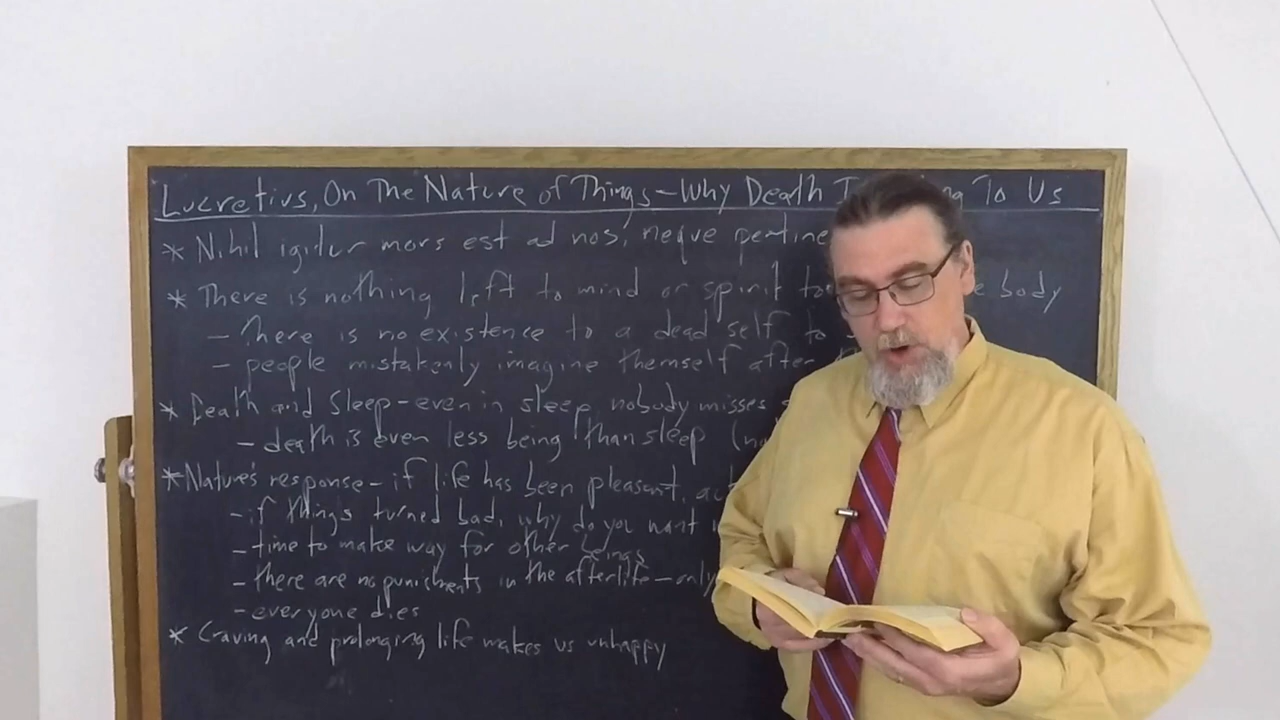 Lucretius, On The Nature of Things - Why Death To Us
* Nihil igitur mors est ad nos, neque pertine
* There is nothing left to mind or spirit body
- There is no existence to a dead self to
- people mistakenly imagine themself after
* Death and Sleep - even in sleep, nobody misses
- death is even less being than sleep
* Nature's response - if life has been pleasant,
- if things turned bad, why do you want
- time to make way for other beings
- there are no punishments in the afterlife - only
- everyone dies
* Craving and prolonging life makes us unhappy